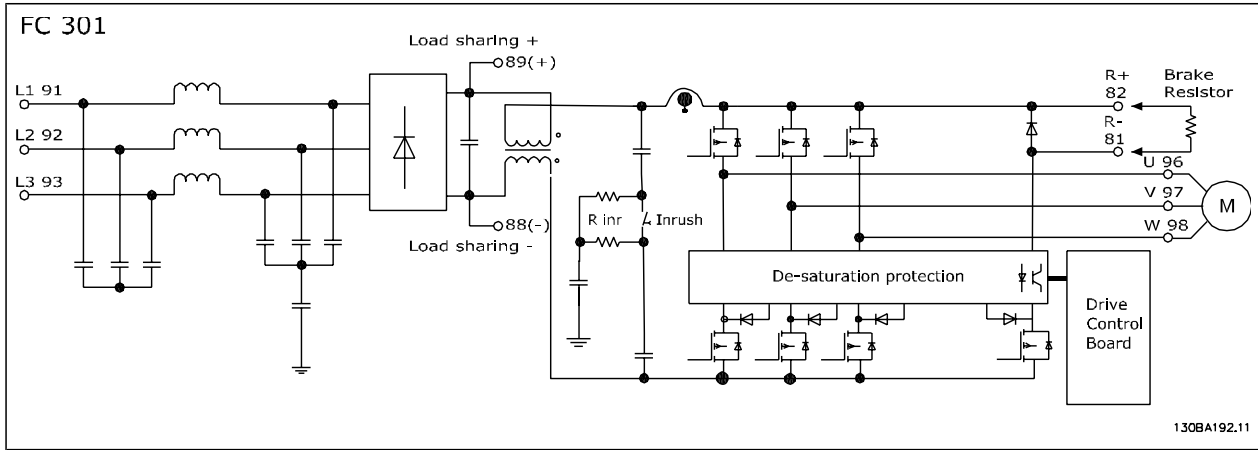 FC 301
Load sharing +
89(+)
L1 91
L2 92
L3 93
R+
82
Brake
Resistor
R-
81
U 96
V 97
M
W 98
R inr
Inrush
88(-)
Load sharing -
De-saturation protection
Drive
Control
Board
130BA192.11